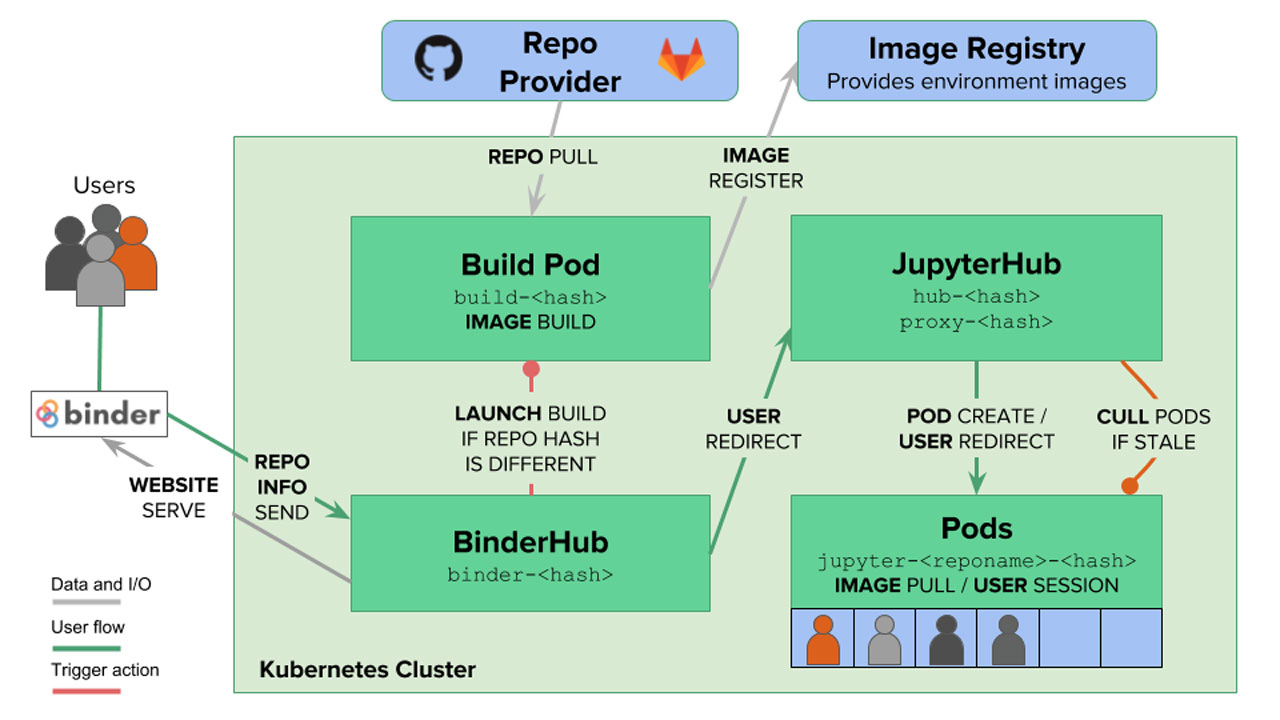 Repo
Provider
Image Registry
Provides environment images
REPO PULL
IMAGE
REGISTER
Users
Build Pod
build-<hash>
IMAGE BUILD
JupyterHub
hub-<hash>
proxy-<hash>
binder
LAUNCH BUILD
IF REPO HASH
IS DIFFERENT
USER
REDIRECT
POD CREATE /
USER REDIRECT
CULL PODS
IF STALE
REPO
INFO
SEND
WEBSITE
SERVE
BinderHub
binder-<hash>
Pods
jupyter-<reponame>-<hash>
IMAGE PULL / USER SESSION
Data and I/O
User flow
Trigger action
Kubernetes Cluster